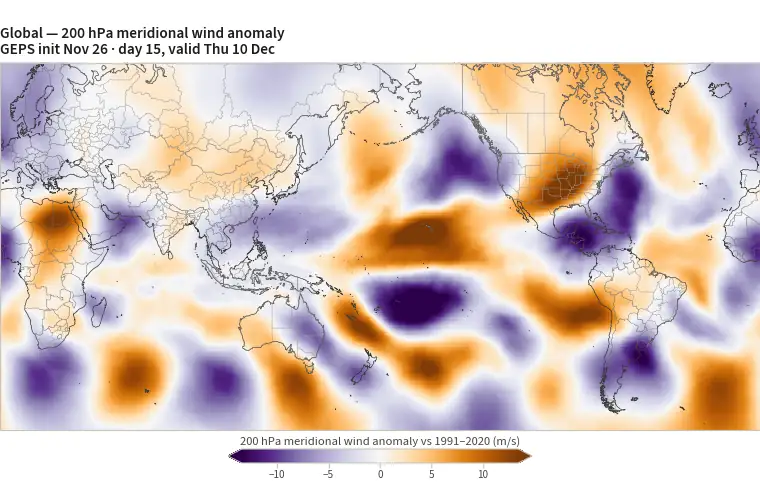 Global — 200 hPa meridional wind anomaly
GEPS init Nov 26 · day 15, valid Thu 10 Dec
200 hPa meridional wind anomaly vs 1991–2020 (m/s)
−10 −5 0 5 10